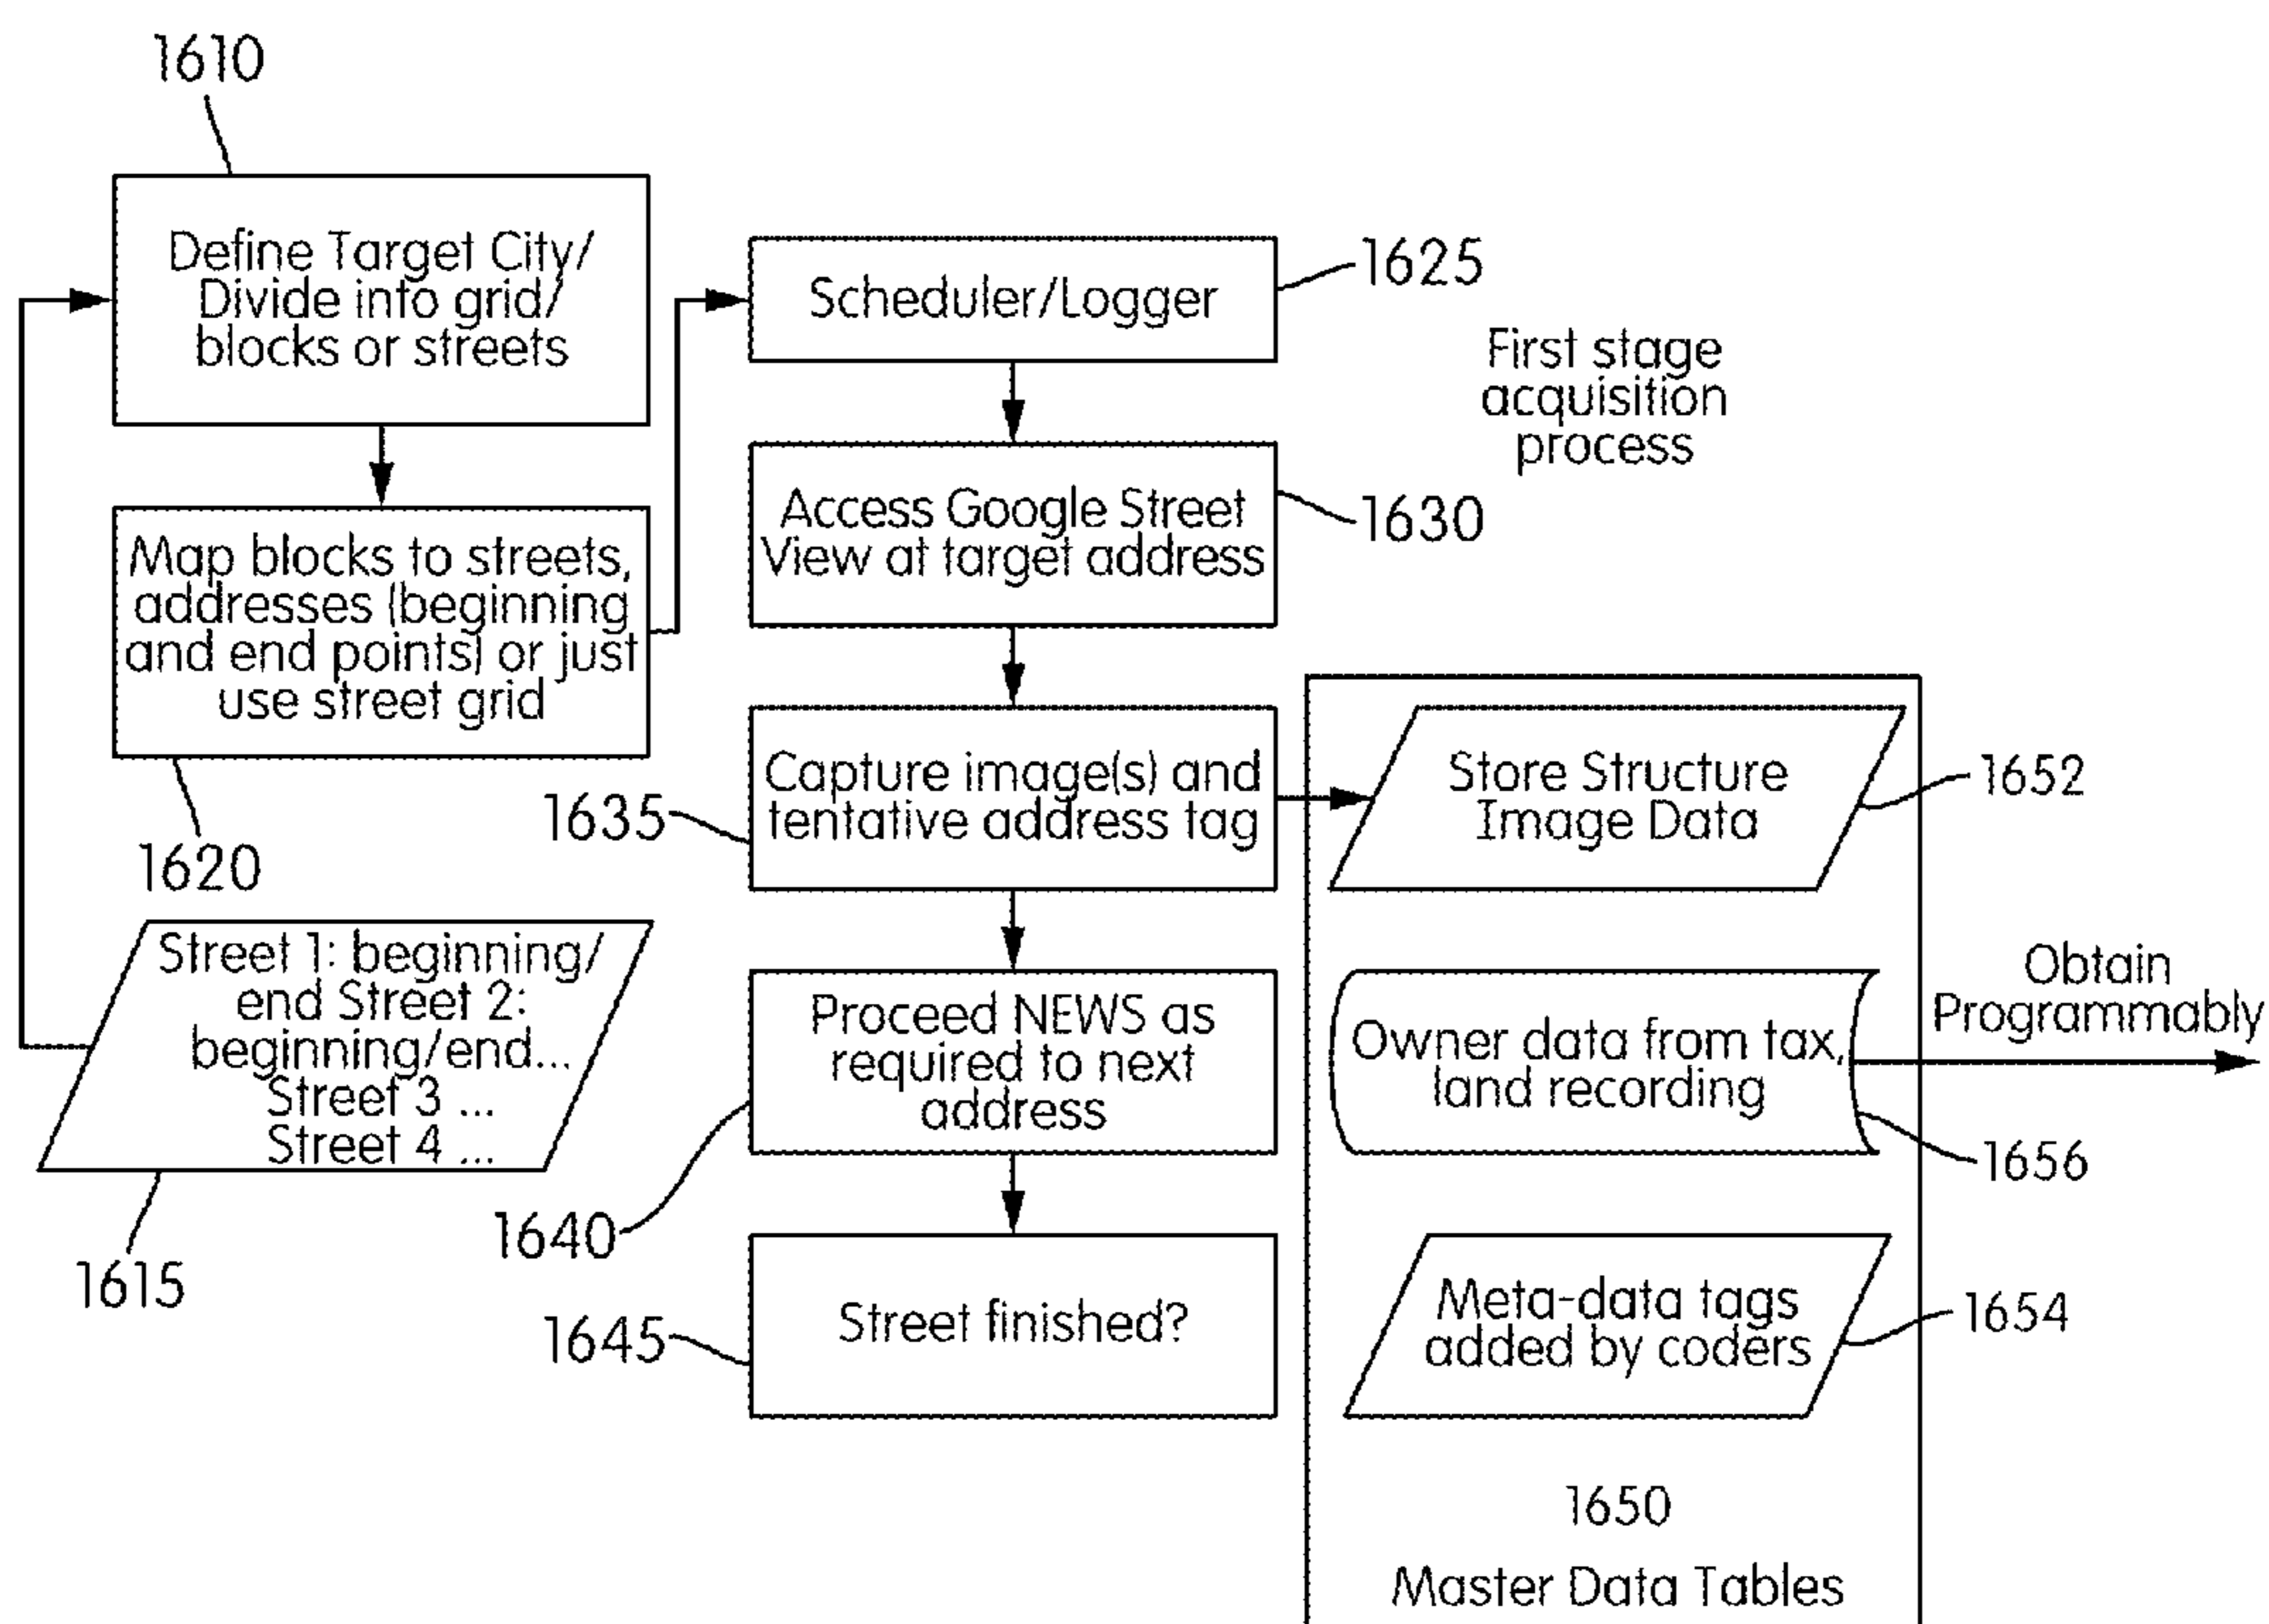 1610
Define Target City/
Divide into grid/
blocks or streets
Map blocks to streets,
addresses (beginning
and end points) or just
use street grid
1620
Street 1: beginning/
end Street 2:
beginning/end...
Street 3 ...
Street 4 ...
1615
Scheduler/Logger
1625
First stage
acquisition
process
Access Google Street
View at target address
1630
Capture image(s) and
tentative address tag
1635
Proceed NEWS as
required to next
address
1640
Street finished?
1645
Store Structure
Image Data
1652
Owner data from tax,
land recording
1656
Obtain
Programmably
Meta-data tags
added by coders
1654
1650
Master Data Tables